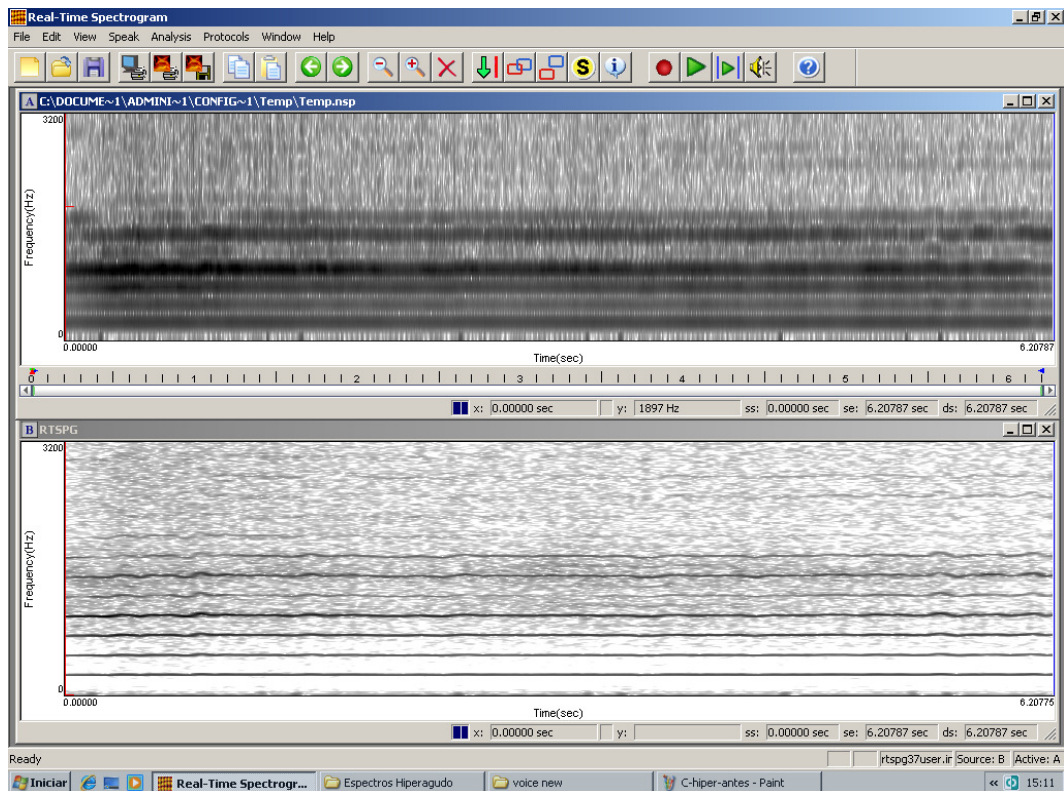 Real-Time Spectrogram
File Edit View Speak Analysis Protocols Window Help
S i ?
A C:\DOCUME~1\ADMINI~1\CONFIG~1\Temp\Temp.nsp
3200
Frequency(Hz)
0
0.00000 6.20787
Time(sec)
0 1 2 3 4 5 6
x: 0.00000 sec y: 1897 Hz ss: 0.00000 sec se: 6.20787 sec ds: 6.20787 sec
B RTSPG
3200
Frequency(Hz)
0
0.00000 6.20775
Time(sec)
x: 0.00000 sec y: ss: 0.00000 sec se: 6.20787 sec ds: 6.20787 sec
Ready rtspg37user.ir Source: B Active: A
Iniciar Real-Time Spectrogr... Espectros Hiperagudo voice new C-hiper-antes - Paint « 15:11